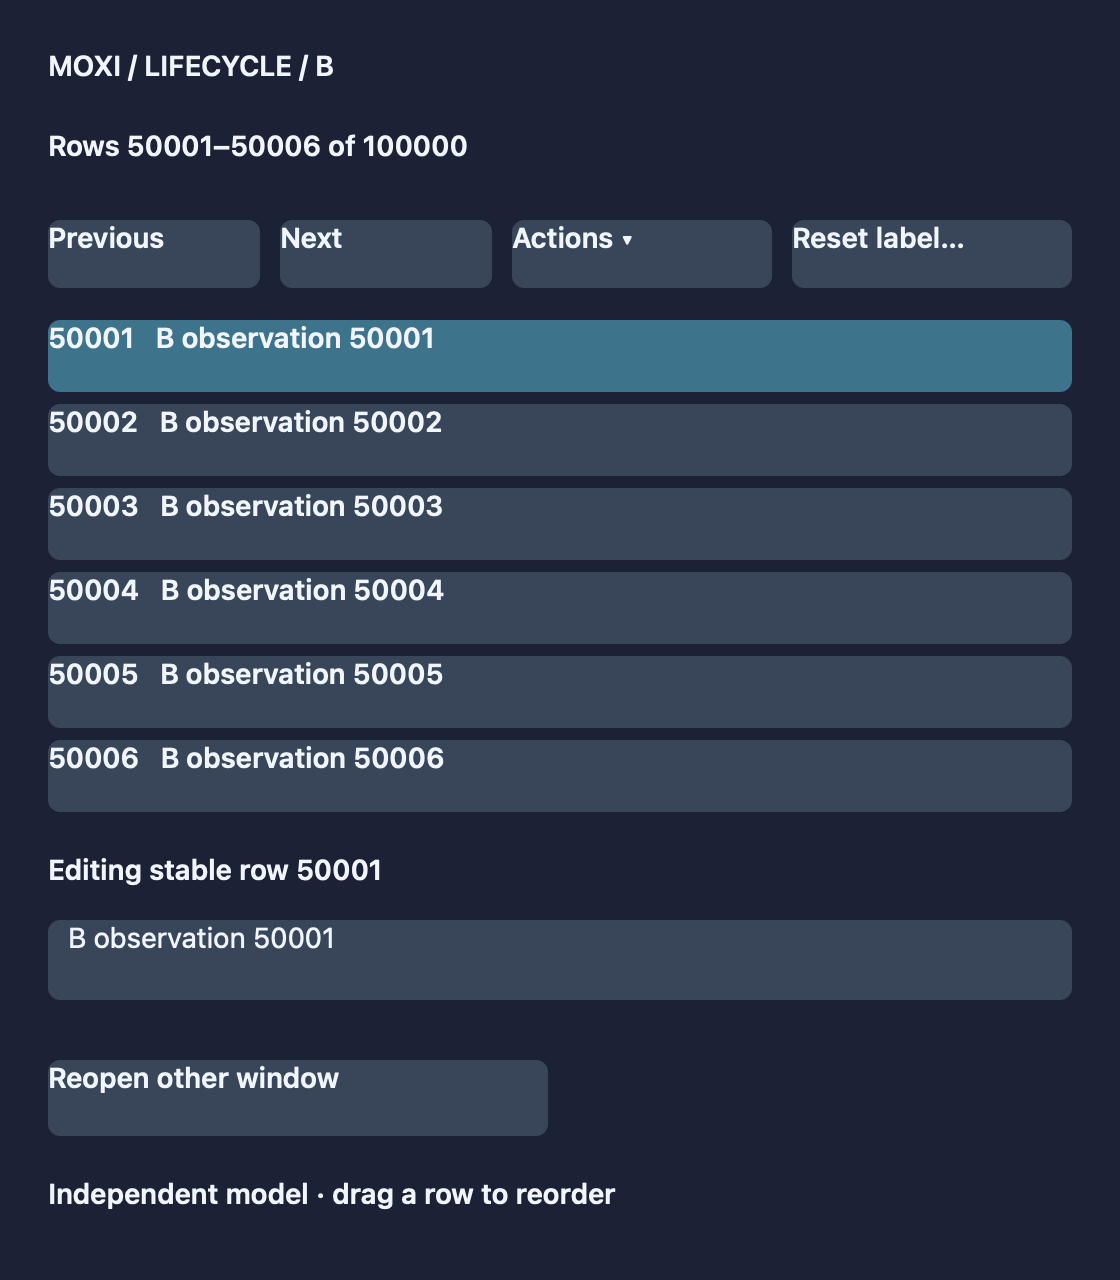 MOXI / LIFECYCLE / B
Rows 50001–50006 of 100000
Previous
Next
Actions ▾
Reset label…
50001 B observation 50001
50002 B observation 50002
50003 B observation 50003
50004 B observation 50004
50005 B observation 50005
50006 B observation 50006
Editing stable row 50001
B observation 50001
Reopen other window
Independent model · drag a row to reorder